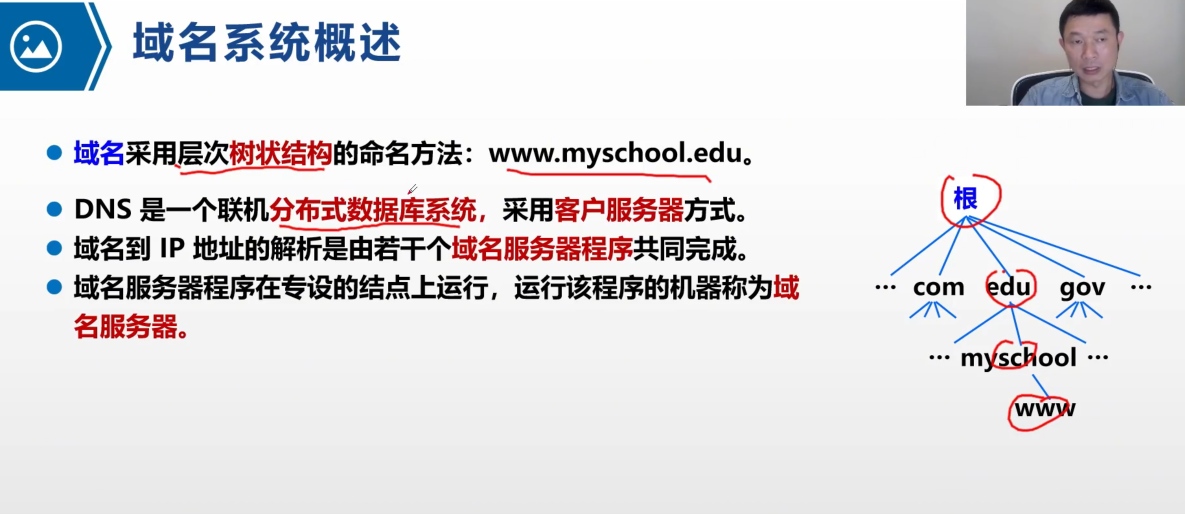 域名系统概述
域名采用层次树状结构的命名方法：www.myschool.edu。
DNS 是一个联机分布式数据库系统，采用客户服务器方式。
域名到 IP 地址的解析是由若干个域名服务器程序共同完成。
域名服务器程序在专设的结点上运行，运行该程序的机器称为域
名服务器。
根
… com edu gov …
… myschool …
www